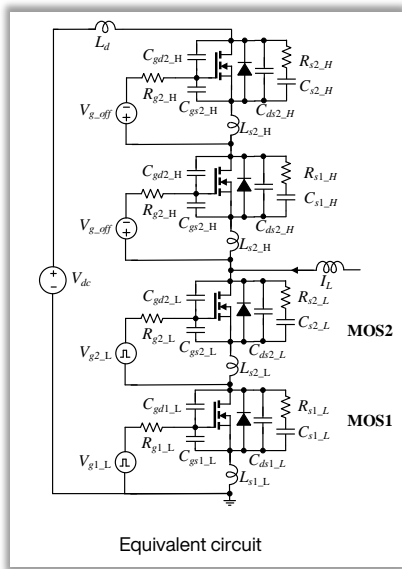 L_d
C_gd2_H
R_s2_H
C_s2_H
R_g2_H
C_gs2_H
C_ds2_H
V_g_off
L_s2_H
C_gd2_H
R_s1_H
C_s1_H
R_g2_H
C_gs2_H
C_ds2_H
V_g_off
L_s2_H
V_dc
I_L
C_gd2_L
R_s2_L
C_s2_L
MOS2
R_g2_L
C_gs2_L
C_ds2_L
V_g2_L
L_s2_L
C_gd1_L
R_s1_L
MOS1
C_s1_L
R_g1_L
C_gs1_L
C_ds1_L
V_g1_L
L_s1_L
Equivalent circuit